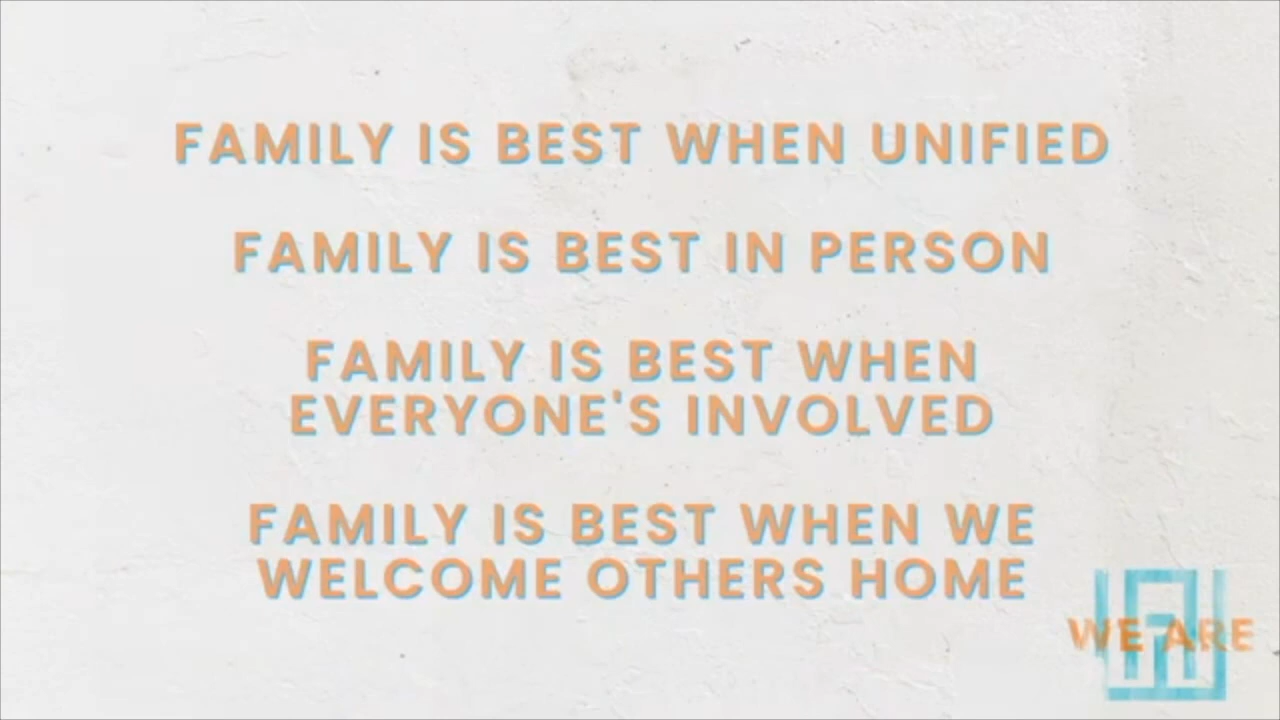 FAMILY IS BEST WHEN UNIFIED
FAMILY IS BEST IN PERSON
FAMILY IS BEST WHEN
EVERYONE'S INVOLVED
FAMILY IS BEST WHEN WE
WELCOME OTHERS HOME
WE ARE